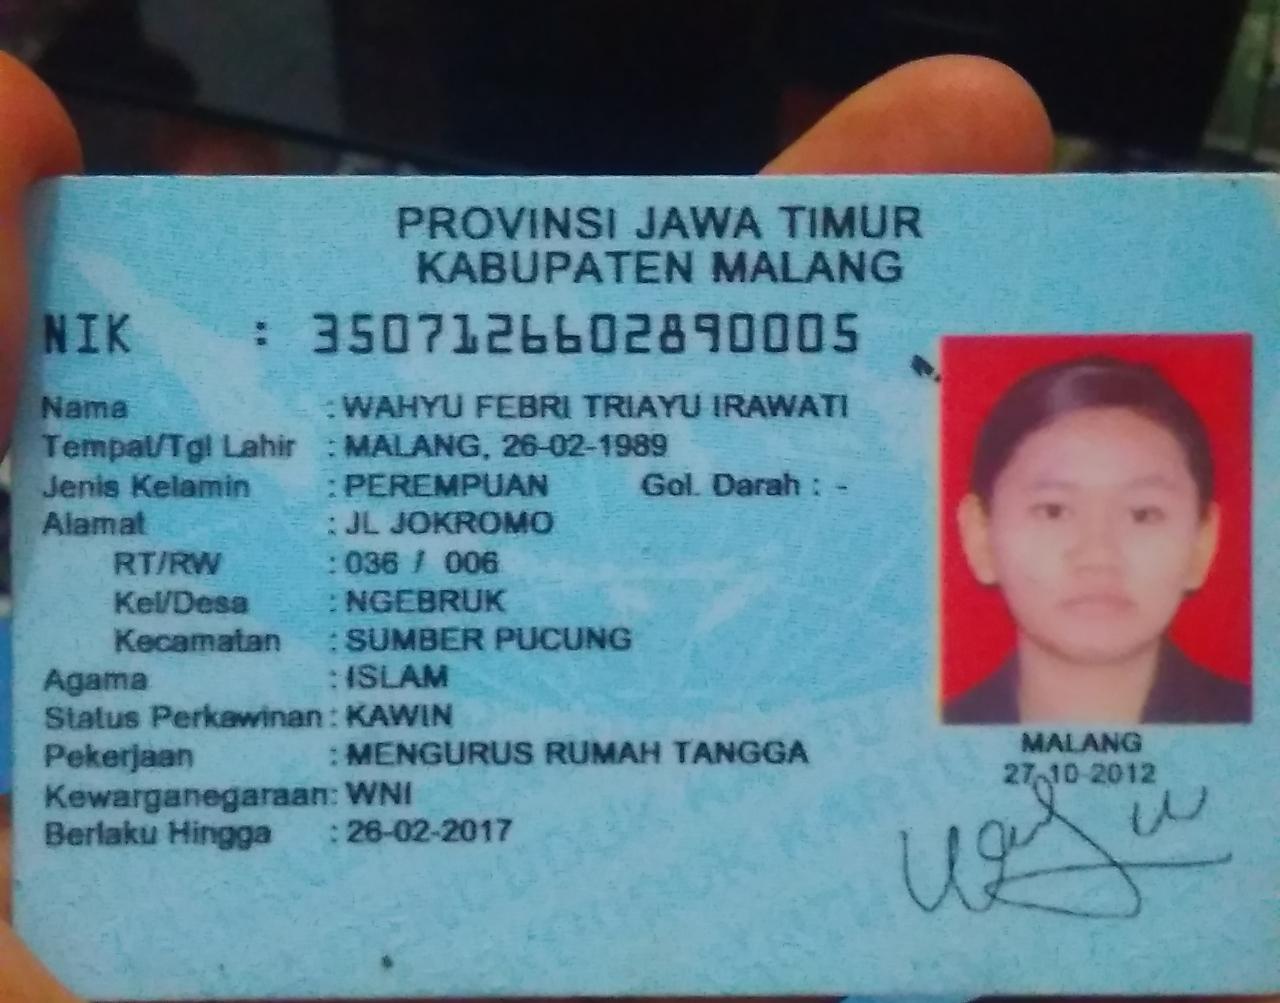 PROVINSI JAWA TIMUR
KABUPATEN MALANG
NIK : 3507126602890005
Nama : WAHYU FEBRI TRIAYU IRAWATI
Tempat/Tgl Lahir : MALANG, 26-02-1989
Jenis Kelamin : PEREMPUAN Gol. Darah : -
Alamat : JL JOKROMO
RT/RW : 036 / 006
Kel/Desa : NGEBRUK
Kecamatan : SUMBER PUCUNG
Agama : ISLAM
Status Perkawinan : KAWIN
Pekerjaan : MENGURUS RUMAH TANGGA
Kewarganegaraan : WNI
Berlaku Hingga : 26-02-2017
MALANG
27-10-2012